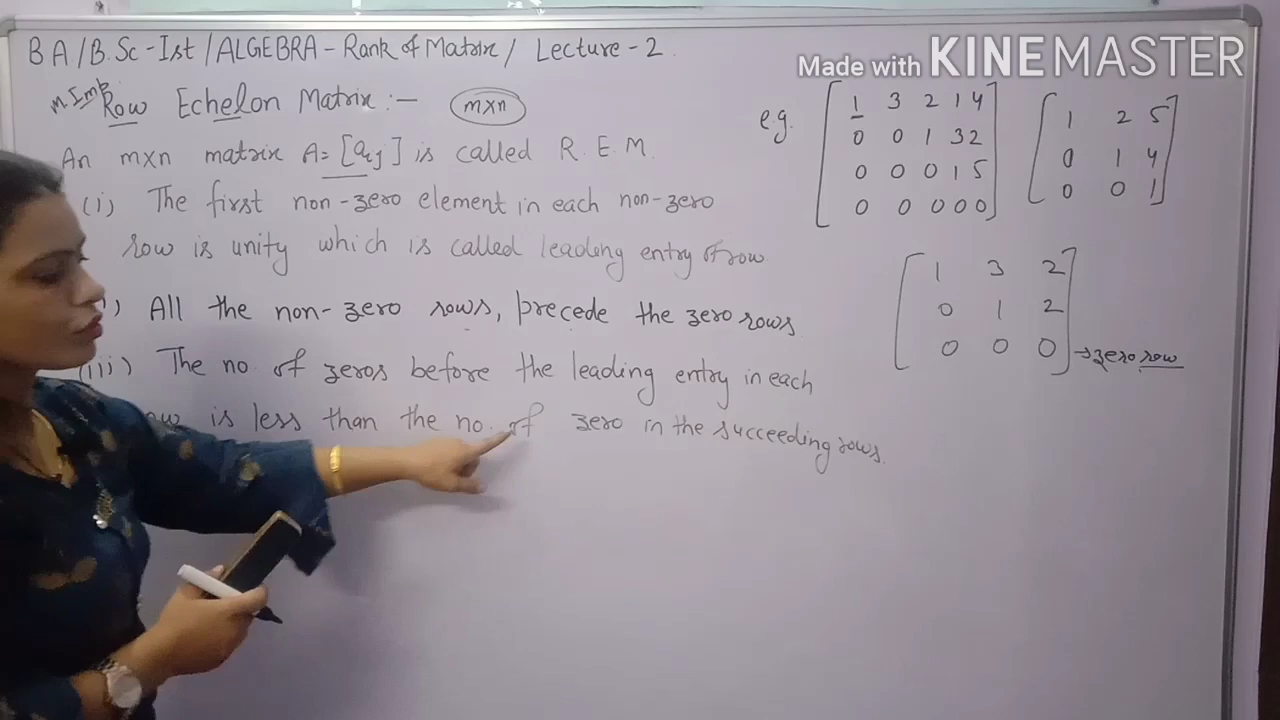 BA/B.Sc-Ist/ALGEBRA-Rank of Matrix/ Lecture-2
Made with KINEMASTER
m Imp
Row Echelon Matrix:- mxn
An mxn matrix A=[aij] is called R.E.M.
(i) The first non-zero element in each non-zero
row is unity which is called leading entry of row
) All the non-zero rows, precede the zero rows
(iii) The no of zeros before the leading entry in each
is less than the no. of zero in the succeeding rows.
e.g.
1 3 2 1 4
0 0 1 3 2
0 0 0 1 5
0 0 0 0 0
1 2 5
0 1 4
0 0 1
1 3 2
0 1 2
0 0 0 → zero row